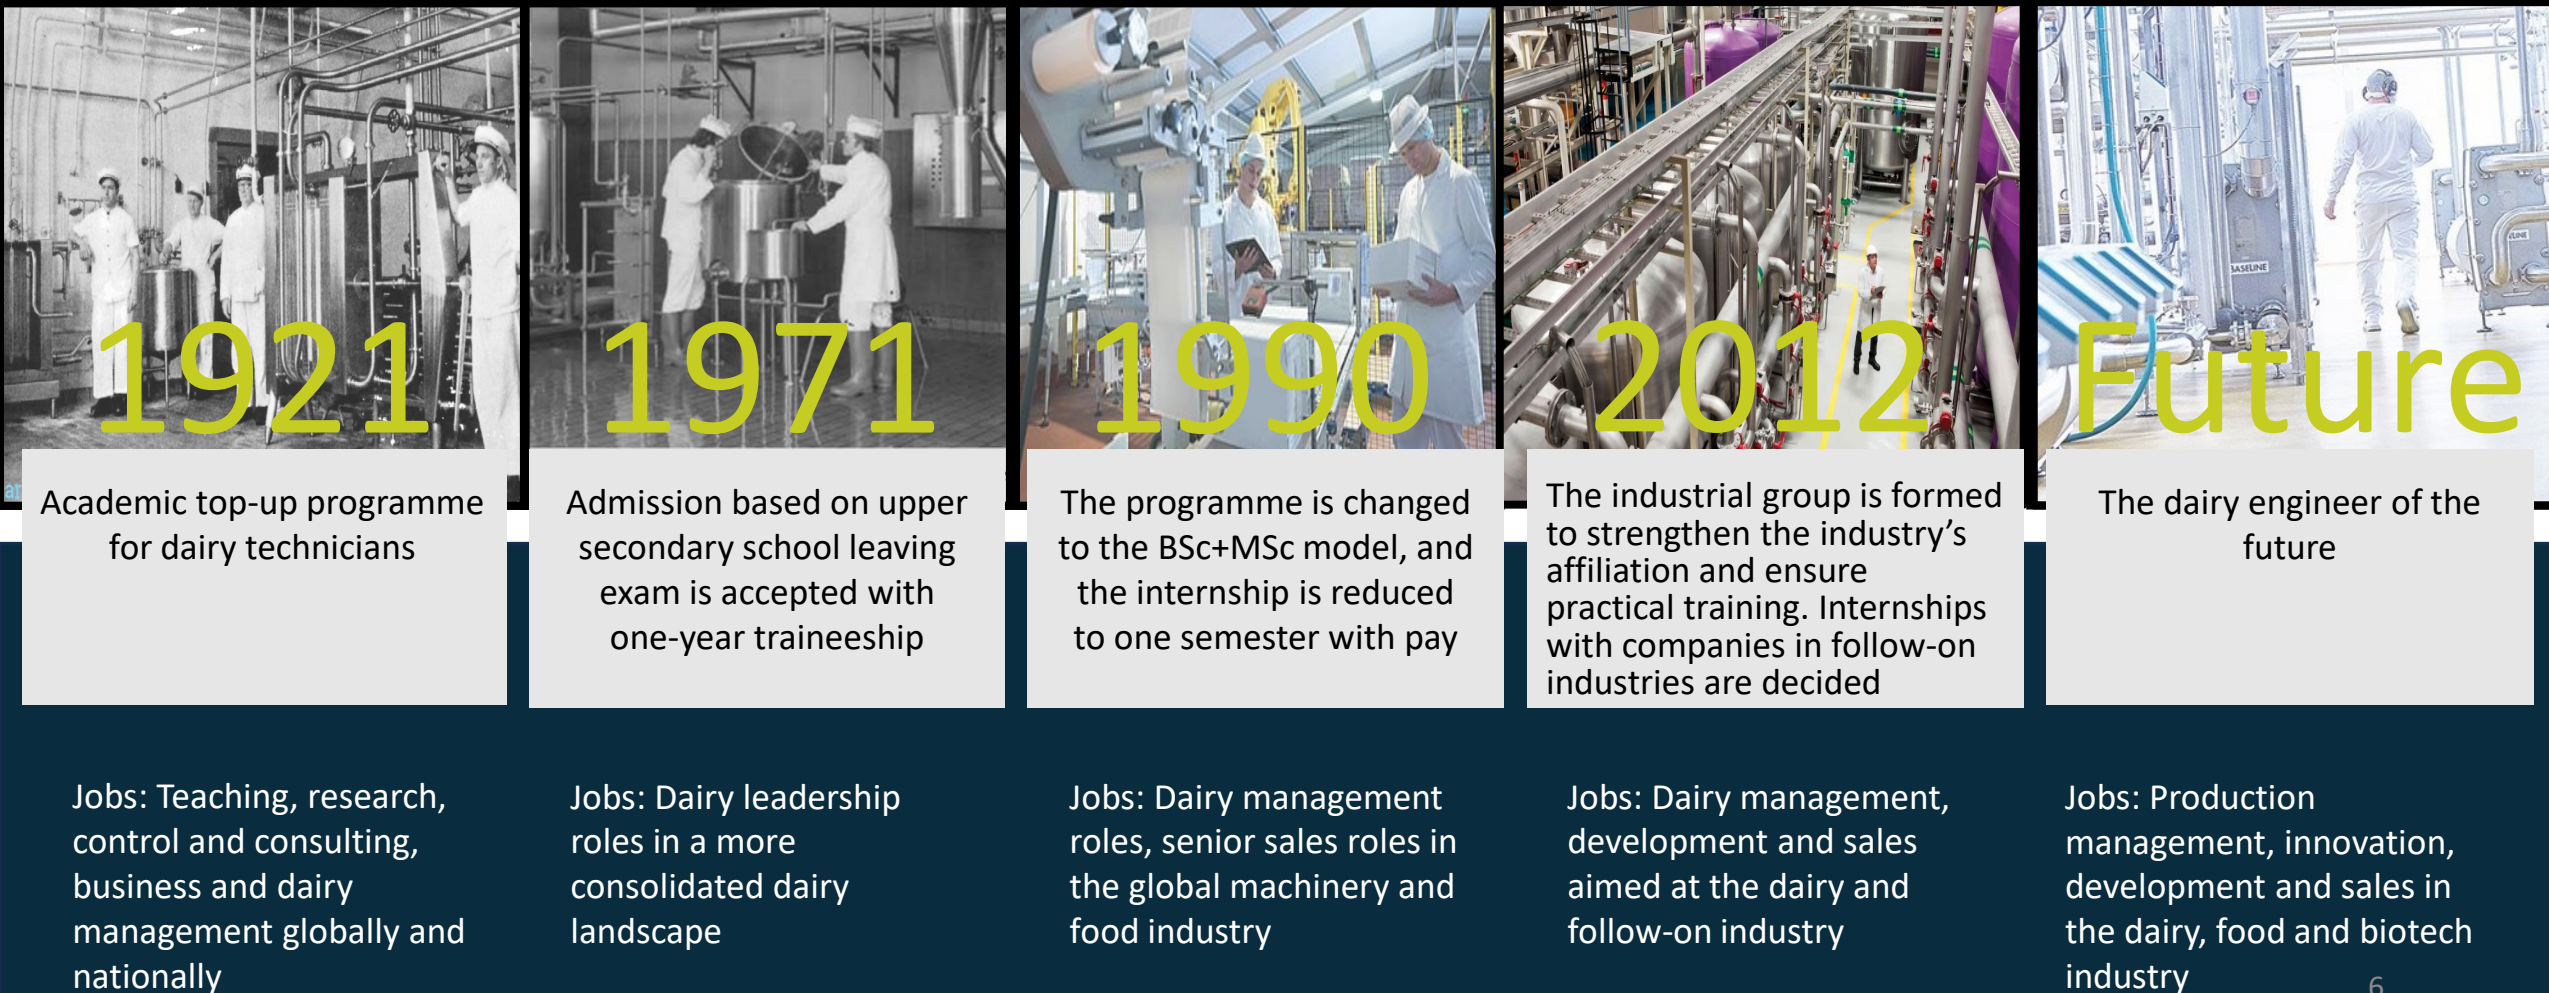 1921
Academic top-up programme
for dairy technicians
Jobs: Teaching, research,
control and consulting,
business and dairy
management globally and
nationally
1971
Admission based on upper
secondary school leaving
exam is accepted with
one-year traineeship
Jobs: Dairy leadership
roles in a more
consolidated dairy
landscape
1990
The programme is changed
to the BSc+MSc model, and
the internship is reduced
to one semester with pay
Jobs: Dairy management
roles, senior sales roles in
the global machinery and
food industry
2012
The industrial group is formed
to strengthen the industry’s
affiliation and ensure
practical training. Internships
with companies in follow-on
industries are decided
Jobs: Dairy management,
development and sales
aimed at the dairy and
follow-on industry
Future
BASELINE
The dairy engineer of the
future
Jobs: Production
management, innovation,
development and sales in
the dairy, food and biotech
industry
6